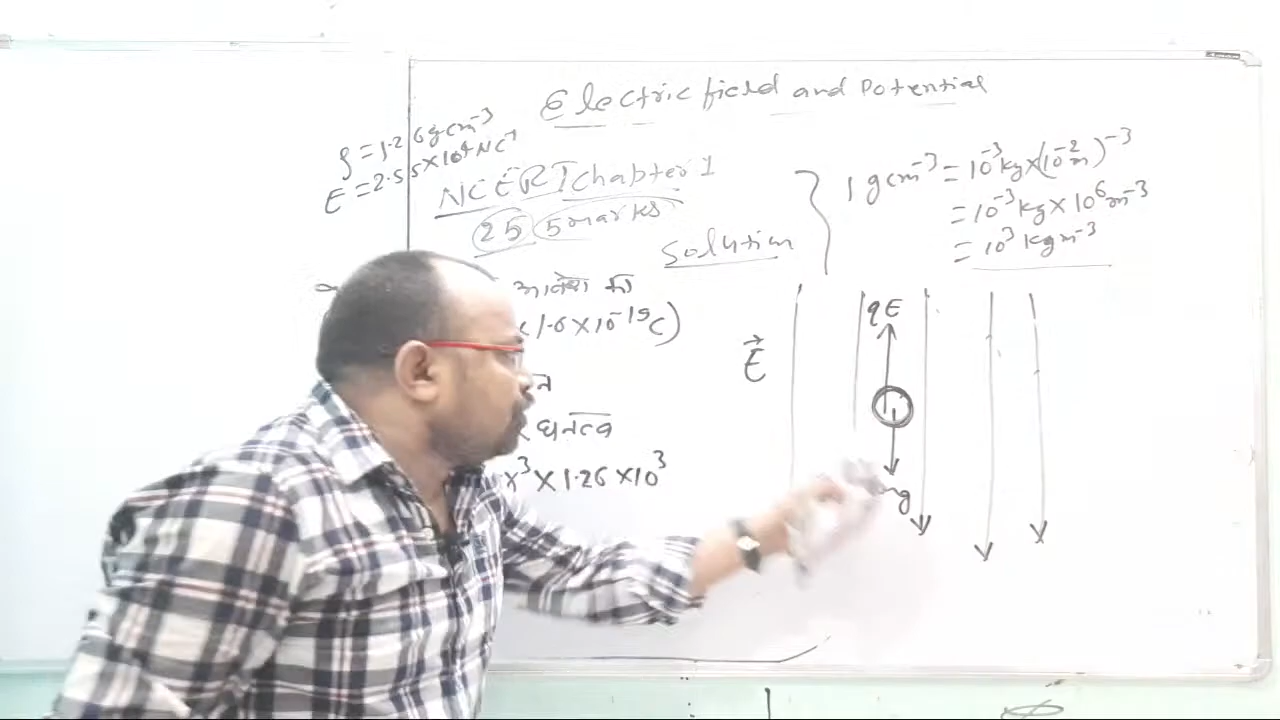 Electric field and Potential
ρ = 1.26 g cm⁻³
E = 2.55×10⁴ NC⁻¹
NCERT Chapter 1
25 5 marks
Solution
1 g cm⁻³ = 10⁻³ kg × (10⁻² m)⁻³
= 10⁻³ kg × 10⁶ m⁻³
= 10³ kg m⁻³
1.6 × 10⁻¹⁹ C)
घनत्व
× 1.26 × 10³
E⃗
qE
mg